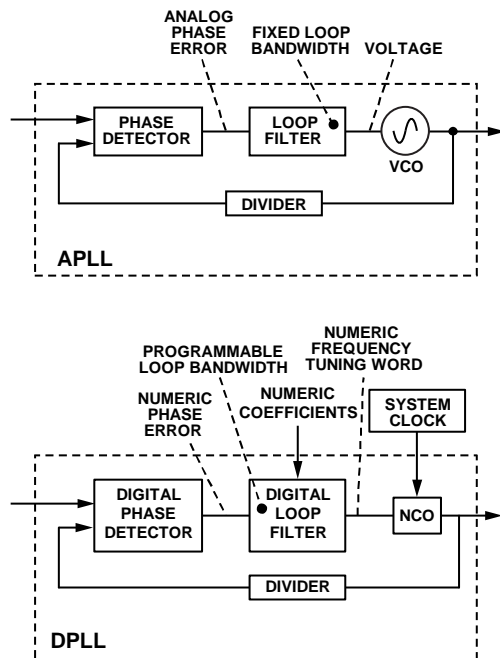 ANALOG
PHASE
ERROR
FIXED LOOP
BANDWIDTH
VOLTAGE
PHASE
DETECTOR
LOOP
FILTER
VCO
DIVIDER
APLL
PROGRAMMABLE
LOOP BANDWIDTH
NUMERIC
FREQUENCY
TUNING WORD
NUMERIC
PHASE
ERROR
NUMERIC
COEFFICIENTS
SYSTEM
CLOCK
DIGITAL
PHASE
DETECTOR
DIGITAL
LOOP
FILTER
NCO
DIVIDER
DPLL